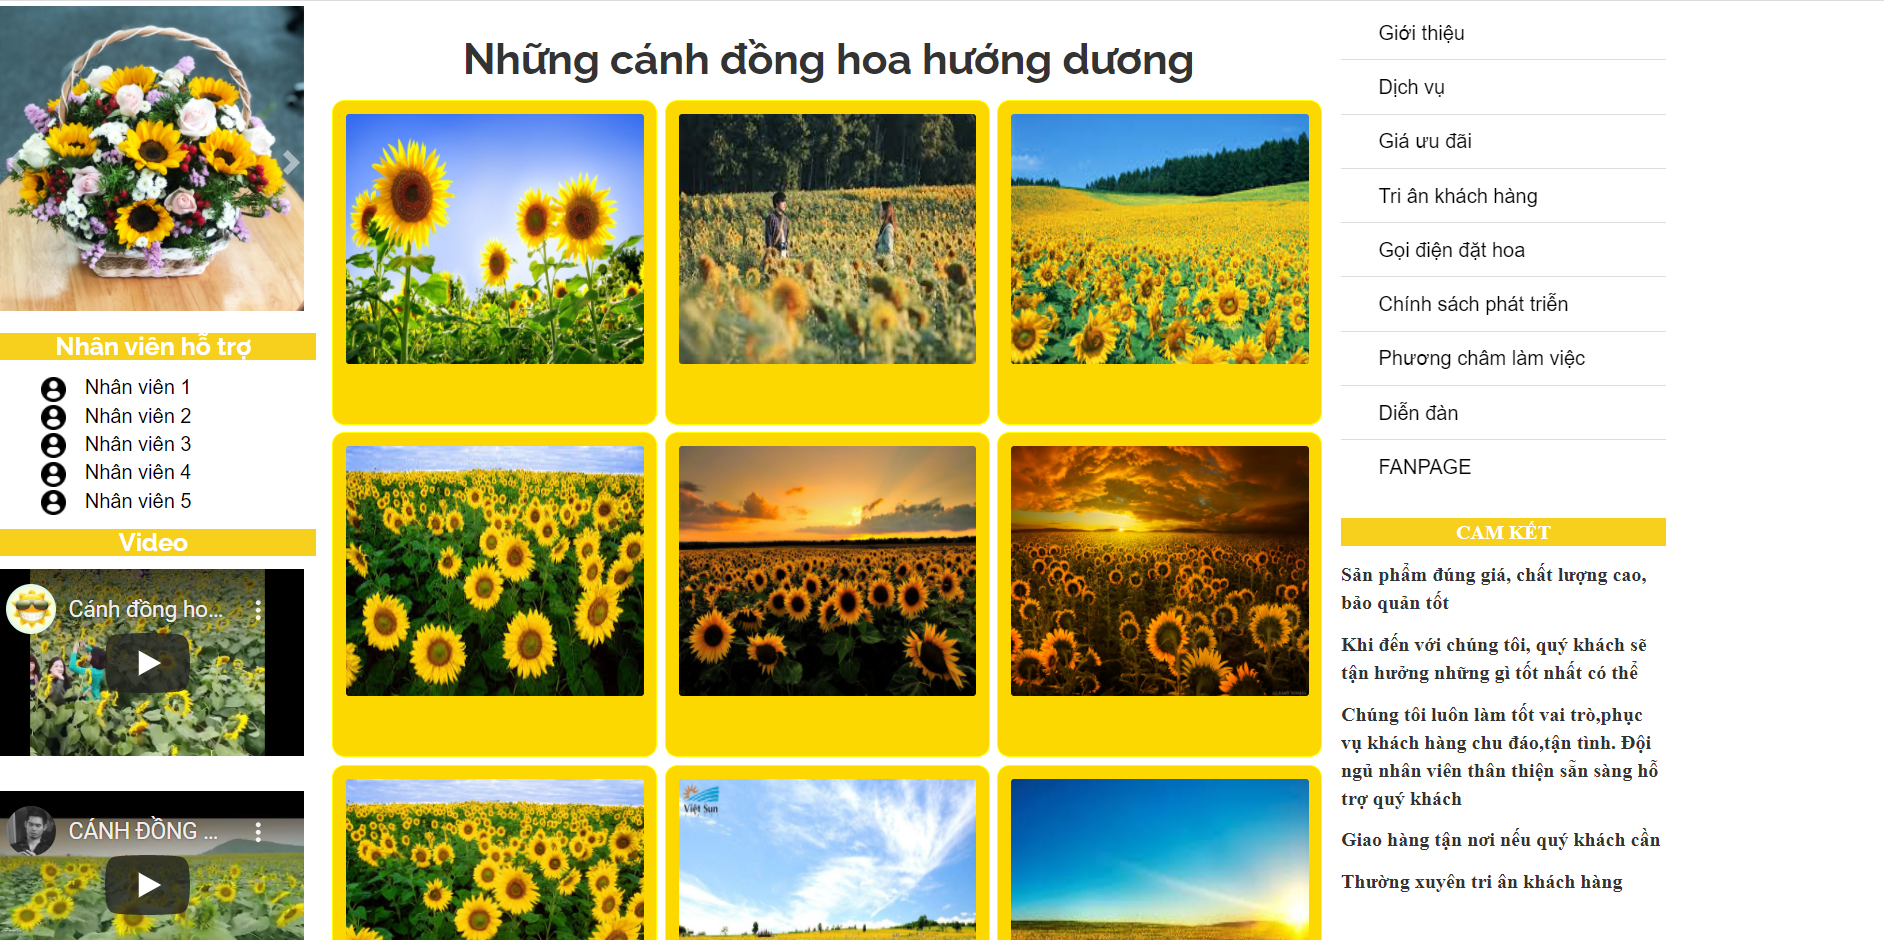 Nhân viên hỗ trợ
Nhân viên 1
Nhân viên 2
Nhân viên 3
Nhân viên 4
Nhân viên 5
Video
Cánh đồng ho...
CÁNH ĐỒNG ...
Những cánh đồng hoa hướng dương
Việt Sun
Giới thiệu
Dịch vụ
Giá ưu đãi
Tri ân khách hàng
Gọi điện đặt hoa
Chính sách phát triễn
Phương châm làm việc
Diễn đàn
FANPAGE
CAM KẾT
Sản phẩm đúng giá, chất lượng cao,
bảo quản tốt
Khi đến với chúng tôi, quý khách sẽ
tận hưởng những gì tốt nhất có thể
Chúng tôi luôn làm tốt vai trò,phục
vụ khách hàng chu đáo,tận tình. Đội
ngủ nhân viên thân thiện sẵn sàng hỗ
trợ quý khách
Giao hàng tận nơi nếu quý khách cần
Thường xuyên tri ân khách hàng